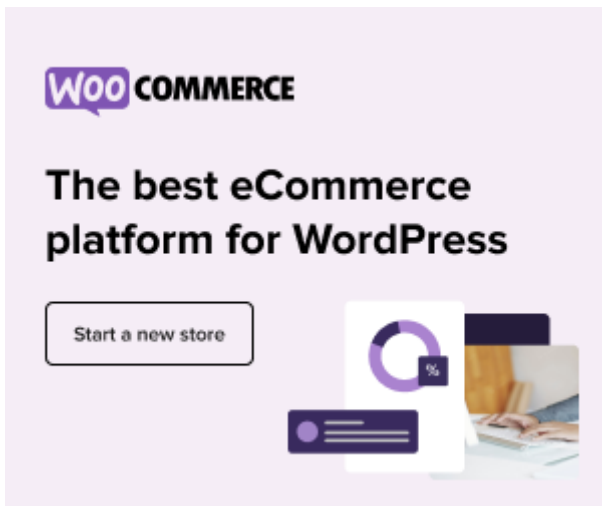 WOO COMMERCE
The best eCommerce
platform for WordPress
Start a new store
%